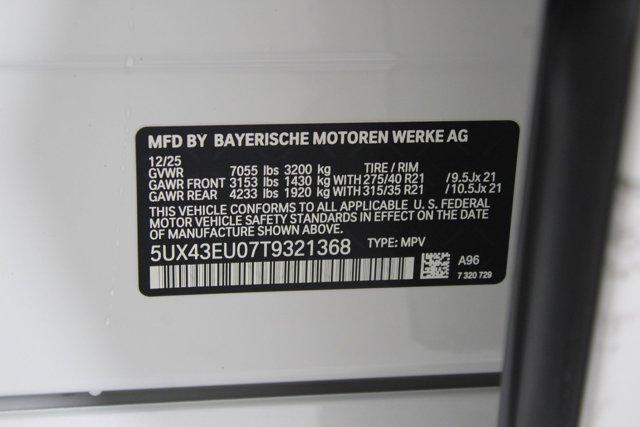 MFD BY BAYERISCHE MOTOREN WERKE AG
12/25
GVWR 7055 lbs 3200 kg TIRE / RIM
GAWR FRONT 3153 lbs 1430 kg WITH 275/40 R21 /9.5Jx 21
GAWR REAR 4233 lbs 1920 kg WITH 315/35 R21 /10.5Jx 21
THIS VEHICLE CONFORMS TO ALL APPLICABLE U. S. FEDERAL
MOTOR VEHICLE SAFETY STANDARDS IN EFFECT ON THE DATE
OF MANUFACTURE SHOWN ABOVE.
5UX43EU07T9321368 TYPE: MPV
A96
7 320 729